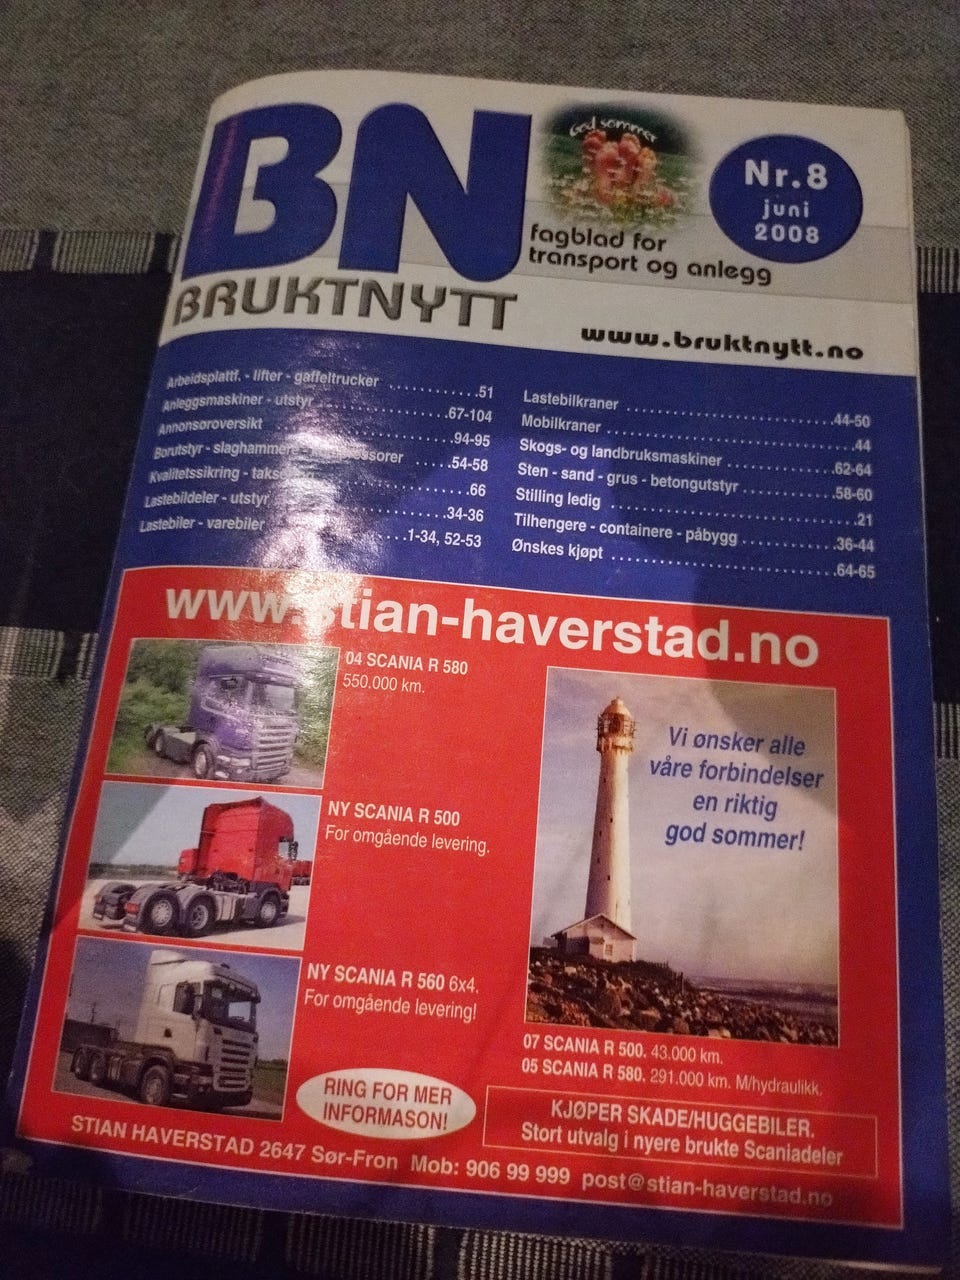 BN
BRUKTNYTT
God sommer
fagblad for
transport og anlegg
Nr.8
juni
2008
www.bruktnytt.no
Arbeidsplattf. - lifter - gaffeltrucker ..............51
Anleggsmaskiner - utstyr ..............67-104
Annonsøroversikt ..............94-95
Borutstyr - slaghammere - .....54-58
Kvalitetssikring - ..............66
Lastebildeler - utstyr ..............34-36
Lastebiler - varebiler ..............1-34, 52-53
Lastebilkraner ..............44-50
Mobilkraner ..............44
Skogs- og landbruksmaskiner ..............62-64
Sten - sand - grus - betongutstyr ..............58-60
Stilling ledig ..............21
Tilhengere - containere - påbygg ..............36-44
Ønskes kjøpt ..............64-65
www.stian-haverstad.no
04 SCANIA R 580
550.000 km.
NY SCANIA R 500
For omgående levering.
NY SCANIA R 560 6x4.
For omgående levering!
Vi ønsker alle
våre forbindelser
en riktig
god sommer!
07 SCANIA R 500. 43.000 km.
05 SCANIA R 580. 291.000 km. M/hydraulikk.
RING FOR MER
INFORMASON!
KJØPER SKADE/HUGGEBILER.
Stort utvalg i nyere brukte Scaniadeler
STIAN HAVERSTAD 2647 Sør-Fron Mob: 906 99 999 post@stian-haverstad.no